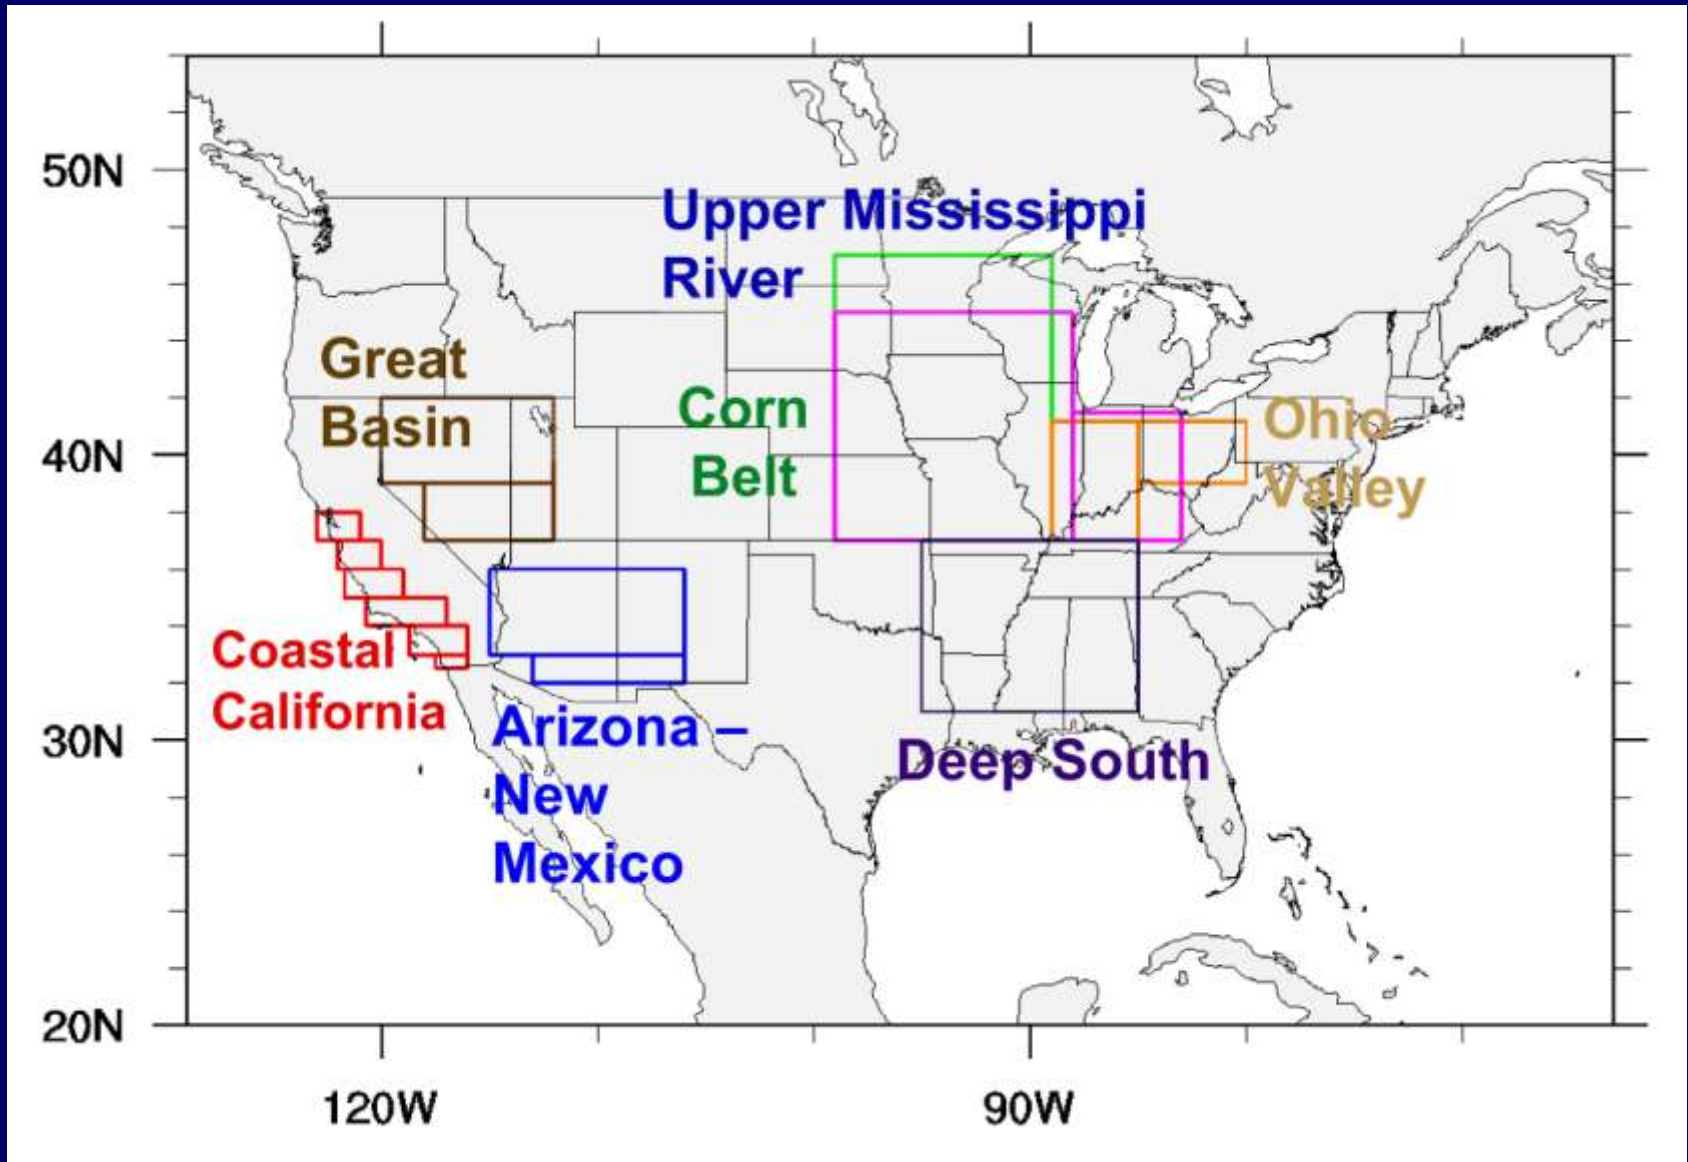 50N
Upper Mississippi
River
Great
Basin
Corn
Belt
Ohio
Valley
40N
Coastal
California
Arizona –
New
Mexico
Deep South
30N
20N
120W
90W